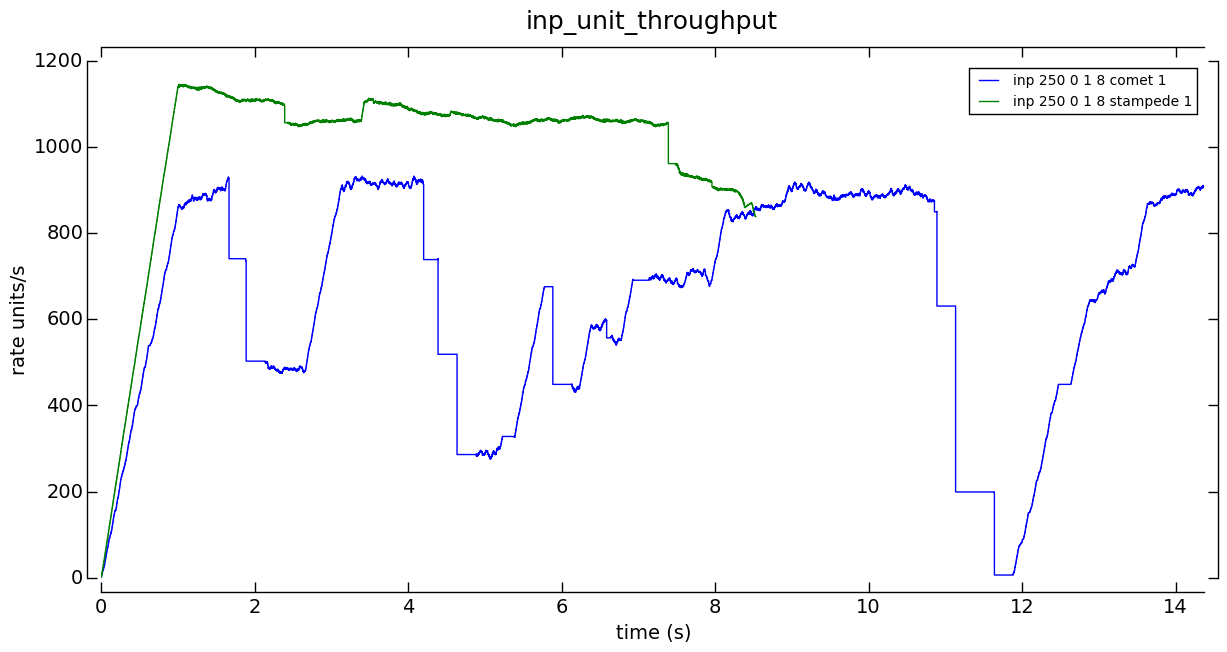 inp_unit_throughput
inp 250 0 1 8 comet 1
inp 250 0 1 8 stampede 1
rate units/s
1200
1000
800
600
400
200
0
0 2 4 6 8 10 12 14
time (s)